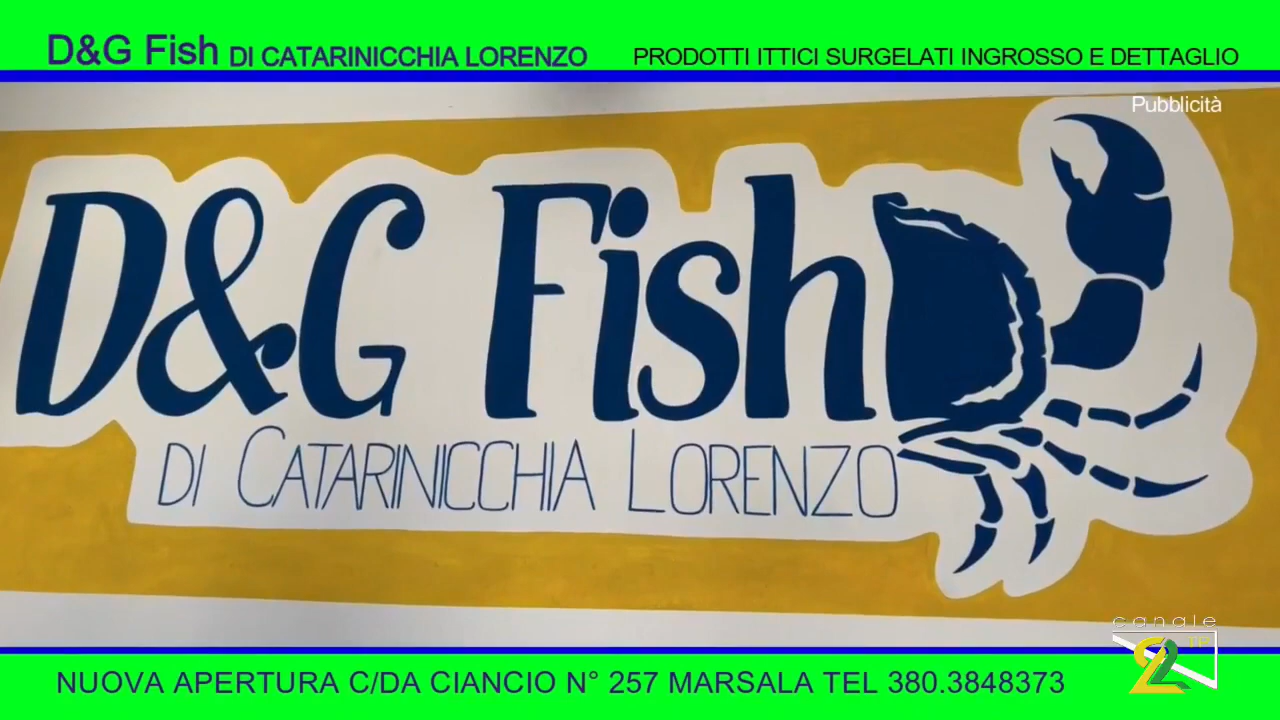 D&G Fish DI CATARINICCHIA LORENZO
PRODOTTI ITTICI SURGELATI INGROSSO E DETTAGLIO
Pubblicità
D&G Fish
DI CATARINICCHIA LORENZO
canale
2 TP
NUOVA APERTURA C/DA CIANCIO N° 257 MARSALA TEL 380.3848373